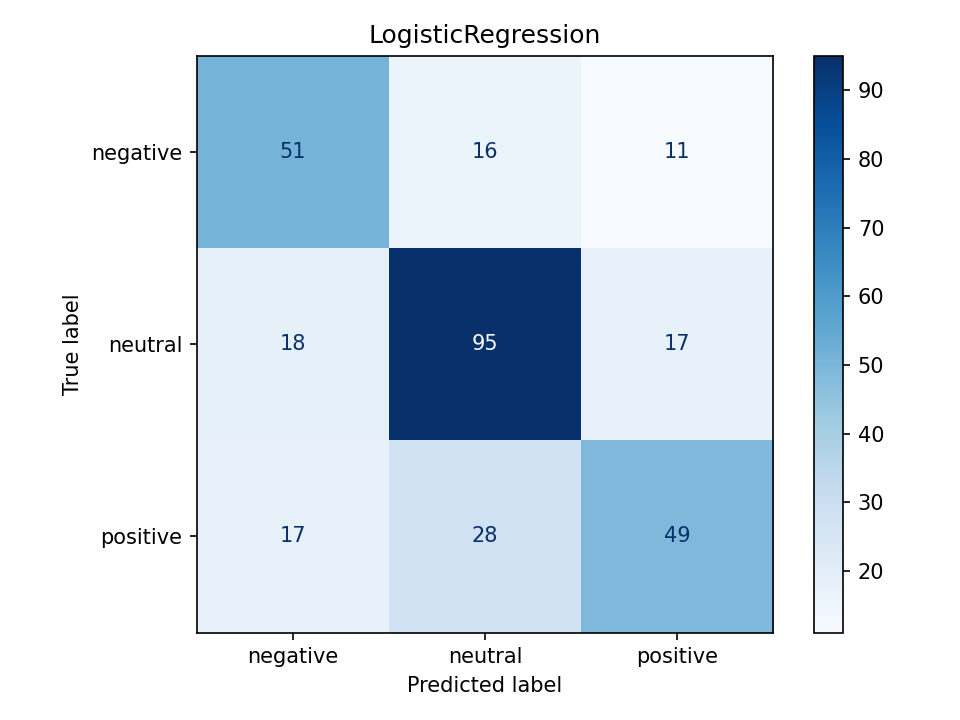 LogisticRegression
negative 51 16 11
neutral 18 95 17
positive 17 28 49
negative neutral positive
Predicted label
True label
90
80
70
60
50
40
30
20